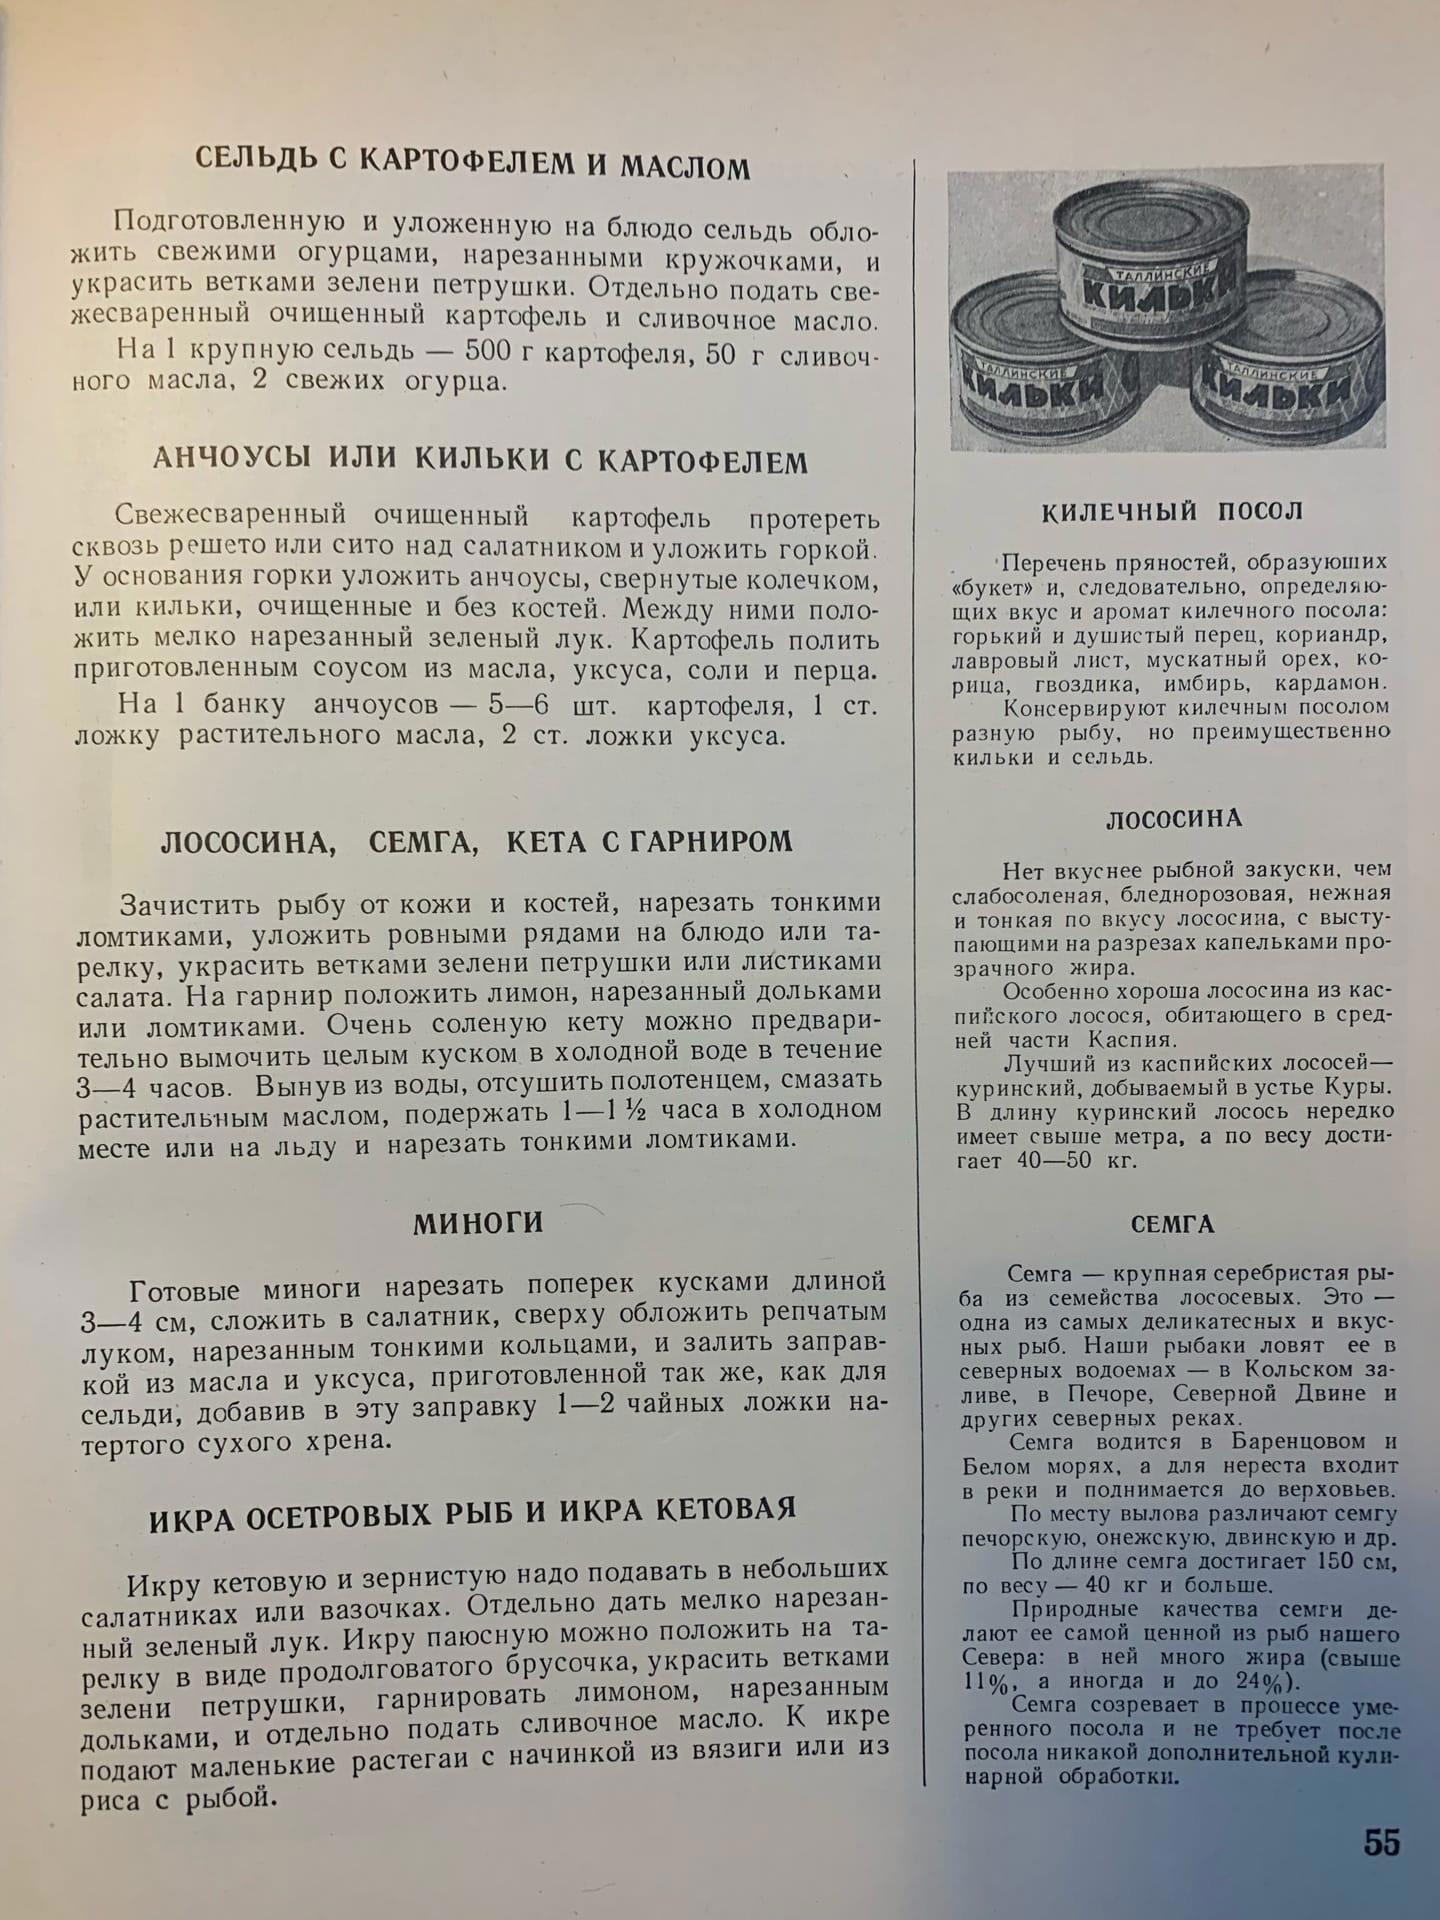 СЕЛЬДЬ С КАРТОФЕЛЕМ И МАСЛОМ
Подготовленную и уложенную на блюдо сельдь обло-
жить свежими огурцами, нарезанными кружочками, и
украсить ветками зелени петрушки. Отдельно подать све-
жесваренный очищенный картофель и сливочное масло.
На 1 крупную сельдь — 500 г картофеля, 50 г сливоч-
ного масла, 2 свежих огурца.
АНЧОУСЫ ИЛИ КИЛЬКИ С КАРТОФЕЛЕМ
Свежесваренный очищенный картофель протереть
сквозь решето или сито над салатником и уложить горкой.
У основания горки уложить анчоусы, свернутые колечком,
или кильки, очищенные и без костей. Между ними поло-
жить мелко нарезанный зеленый лук. Картофель полить
приготовленным соусом из масла, уксуса, соли и перца.
На 1 банку анчоусов — 5—6 шт. картофеля, 1 ст.
ложку растительного масла, 2 ст. ложки уксуса.
ЛОСОСИНА, СЕМГА, КЕТА С ГАРНИРОМ
Зачистить рыбу от кожи и костей, нарезать тонкими
ломтиками, уложить ровными рядами на блюдо или та-
релку, украсить ветками зелени петрушки или листиками
салата. На гарнир положить лимон, нарезанный дольками
или ломтиками. Очень соленую кету можно предвари-
тельно вымочить целым куском в холодной воде в течение
3—4 часов. Вынув из воды, отсушить полотенцем, смазать
растительным маслом, подержать 1—1 ½ часа в холодном
месте или на льду и нарезать тонкими ломтиками.
МИНОГИ
Готовые миноги нарезать поперек кусками длиной
3—4 см, сложить в салатник, сверху обложить репчатым
луком, нарезанным тонкими кольцами, и залить заправ-
кой из масла и уксуса, приготовленной так же, как для
сельди, добавив в эту заправку 1—2 чайных ложки на-
тертого сухого хрена.
ИКРА ОСЕТРОВЫХ РЫБ И ИКРА КЕТОВАЯ
Икру кетовую и зернистую надо подавать в небольших
салатниках или вазочках. Отдельно дать мелко нарезан-
ный зеленый лук. Икру паюсную можно положить на та-
релку в виде продолговатого брусочка, украсить ветками
зелени петрушки, гарнировать лимоном, нарезанным
дольками, и отдельно подать сливочное масло. К икре
подают маленькие растегаи с начинкой из вязиги или из
риса с рыбой.
ТАЛЛИНСКИЕ
КИЛЬКИ
ТАЛЛИНСКИЕ
КИЛЬКИ
ТАЛЛИНСКИЕ
КИЛЬКИ
КИЛЕЧНЫЙ ПОСОЛ
Перечень пряностей, образующих
«букет» и, следовательно, определяю-
щих вкус и аромат килечного посола:
горький и душистый перец, кориандр,
лавровый лист, мускатный орех, ко-
рица, гвоздика, имбирь, кардамон.
Консервируют килечным посолом
разную рыбу, но преимущественно
кильки и сельдь.
ЛОСОСИНА
Нет вкуснее рыбной закуски, чем
слабосоленая, бледнорозовая, нежная
и тонкая по вкусу лососина, с высту-
пающими на разрезах капельками про-
зрачного жира.
Особенно хороша лососина из кас-
пийского лосося, обитающего в сред-
ней части Каспия.
Лучший из каспийских лососей—
куринский, добываемый в устье Куры.
В длину куринский лосось нередко
имеет свыше метра, а по весу дости-
гает 40—50 кг.
СЕМГА
Семга — крупная серебристая ры-
ба из семейства лососевых. Это —
одна из самых деликатесных и вкус-
ных рыб. Наши рыбаки ловят ее в
северных водоемах — в Кольском за-
ливе, в Печоре, Северной Двине и
других северных реках.
Семга водится в Баренцовом и
Белом морях, а для нереста входит
в реки и поднимается до верховьев.
По месту вылова различают семгу
печорскую, онежскую, двинскую и др.
По длине семга достигает 150 см,
по весу — 40 кг и больше.
Природные качества семги де-
лают ее самой ценной из рыб нашего
Севера: в ней много жира (свыше
11%, а иногда и до 24%).
Семга созревает в процессе уме-
ренного посола и не требует после
посола никакой дополнительной кули-
нарной обработки.
55